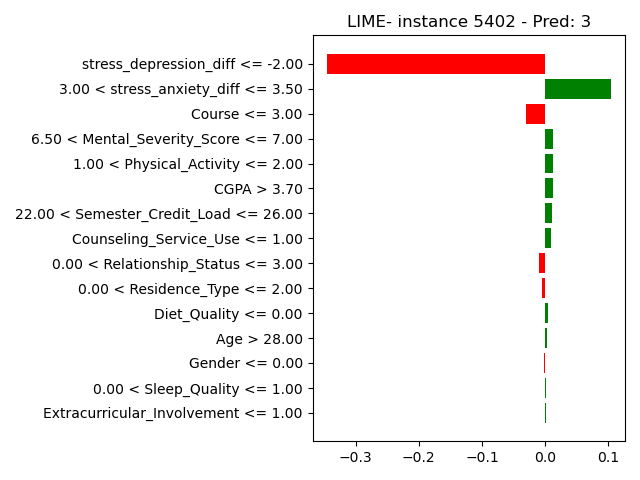 LIME- instance 5402 - Pred: 3
stress_depression_diff <= -2.00
3.00 < stress_anxiety_diff <= 3.50
Course <= 3.00
6.50 < Mental_Severity_Score <= 7.00
1.00 < Physical_Activity <= 2.00
CGPA > 3.70
22.00 < Semester_Credit_Load <= 26.00
Counseling_Service_Use <= 1.00
0.00 < Relationship_Status <= 3.00
0.00 < Residence_Type <= 2.00
Diet_Quality <= 0.00
Age > 28.00
Gender <= 0.00
0.00 < Sleep_Quality <= 1.00
Extracurricular_Involvement <= 1.00
−0.3 −0.2 −0.1 0.0 0.1